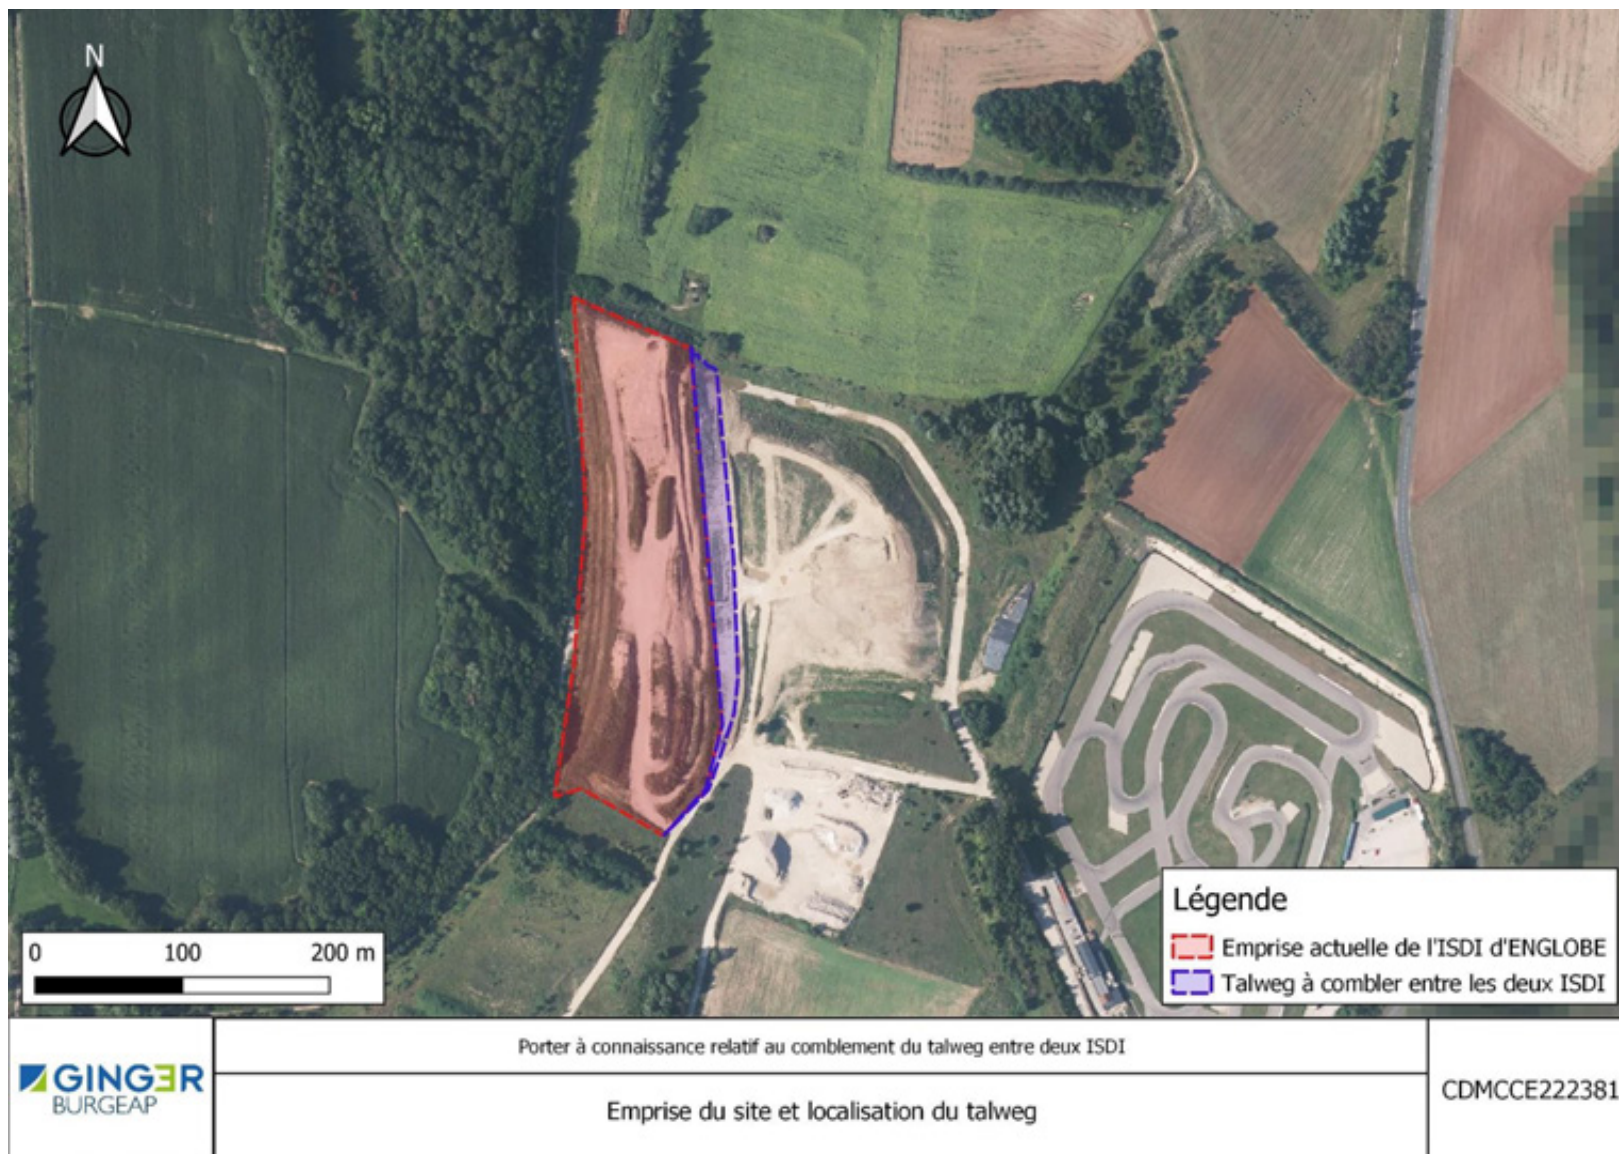 N
0 100 200 m
Légende
Emprise actuelle de l'ISDI d'ENGLOBE
Talweg à combler entre les deux ISDI
GINGER
BURGEAP
Porter à connaissance relatif au comblement du talweg entre deux ISDI
Emprise du site et localisation du talweg
CDMCCE222381